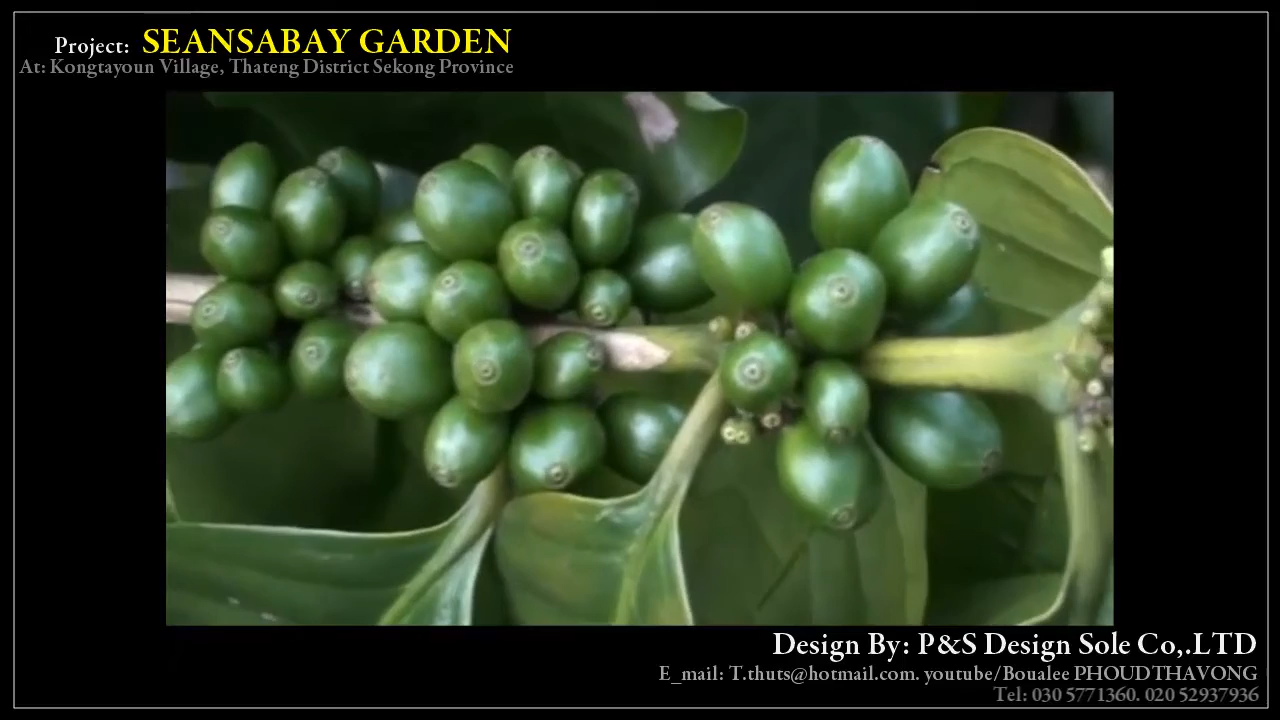 Project: SEANSABAY GARDEN
At: Kongtayoun Village, Thateng District Sekong Province
Design By: P&S Design Sole Co,.LTD
E_mail: T.thuts@hotmail.com. youtube/Boualee PHOUDTHAVONG
Tel: 030 5771360. 020 52937936